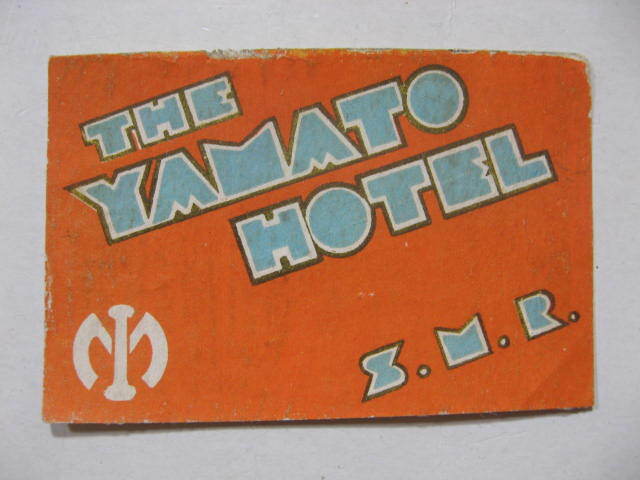 THE
YAMATO
HOTEL
S.M.R.